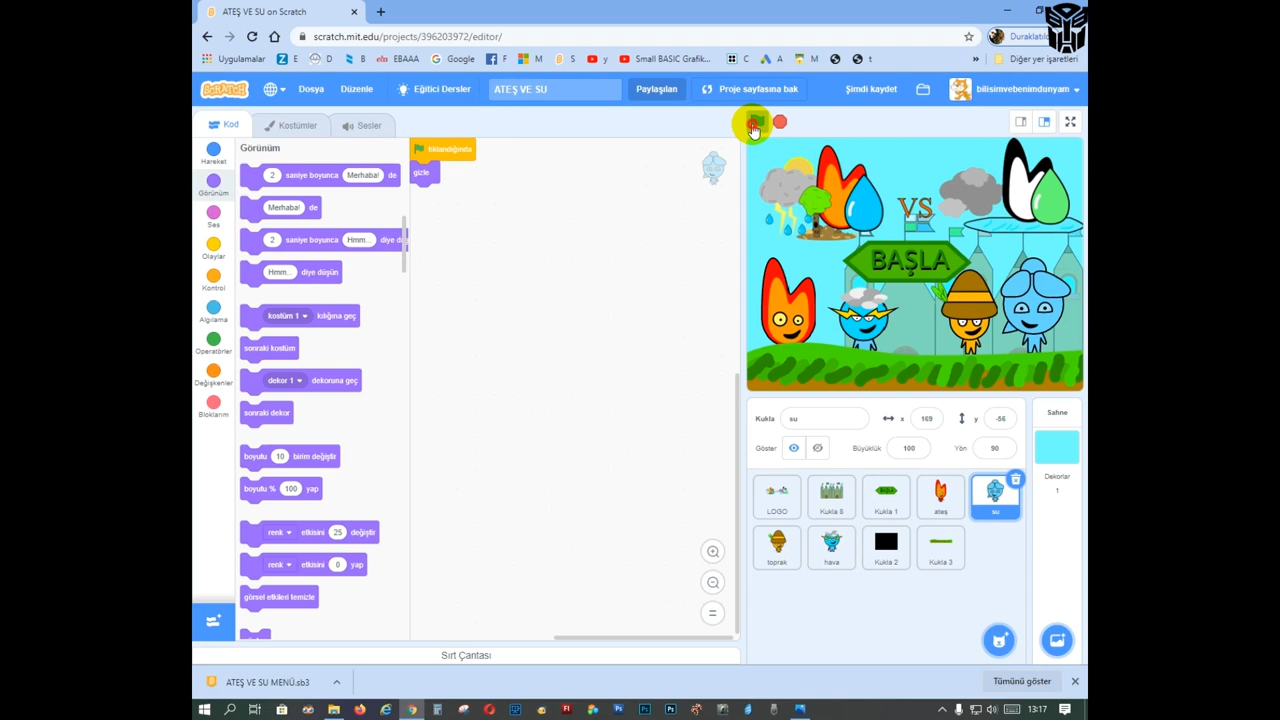 ATEŞ VE SU on Scratch
scratch.mit.edu/projects/396203972/editor/
Duraklatıld
Uygulamalar E D B EBAAA Google F M S y Small BASIC Grafik... C A M t » Diğer yer işaretleri
SCRATCH Dosya Düzenle Eğitici Dersler ATEŞ VE SU Paylaşılan Proje sayfasına bak Şimdi kaydet bilisimvebenimdunyam
Kod Kostümler Sesler
Hareket
Görünüm
Ses
Olaylar
Kontrol
Algılama
Operatörler
Değişkenler
Bloklarım
Görünüm
2 saniye boyunca Merhaba! de
Merhaba! de
2 saniye boyunca Hmm...
Hmm... diye düşün
kostüm 1 kılığına geç
sonraki kostüm
dekor 1 dekoruna geç
sonraki dekor
boyutu 10 birim değiştir
boyutu % 100 yap
renk etkisini 25 değiştir
renk etkisini 0 yap
görsel etkileri temizle
tıklandığında
gizle
VS
BAŞLA
Kukla su x 169 y -56
Göster Büyüklük 100 Yön 90
LOGO Kukla 1 ateş su
toprak hava Kukla 2 Kukla 3
Sahne
Dekorlar
1
Sırt Çantası
ATEŞ VE SU MENÜ.sb3
Tümünü göster
13:17